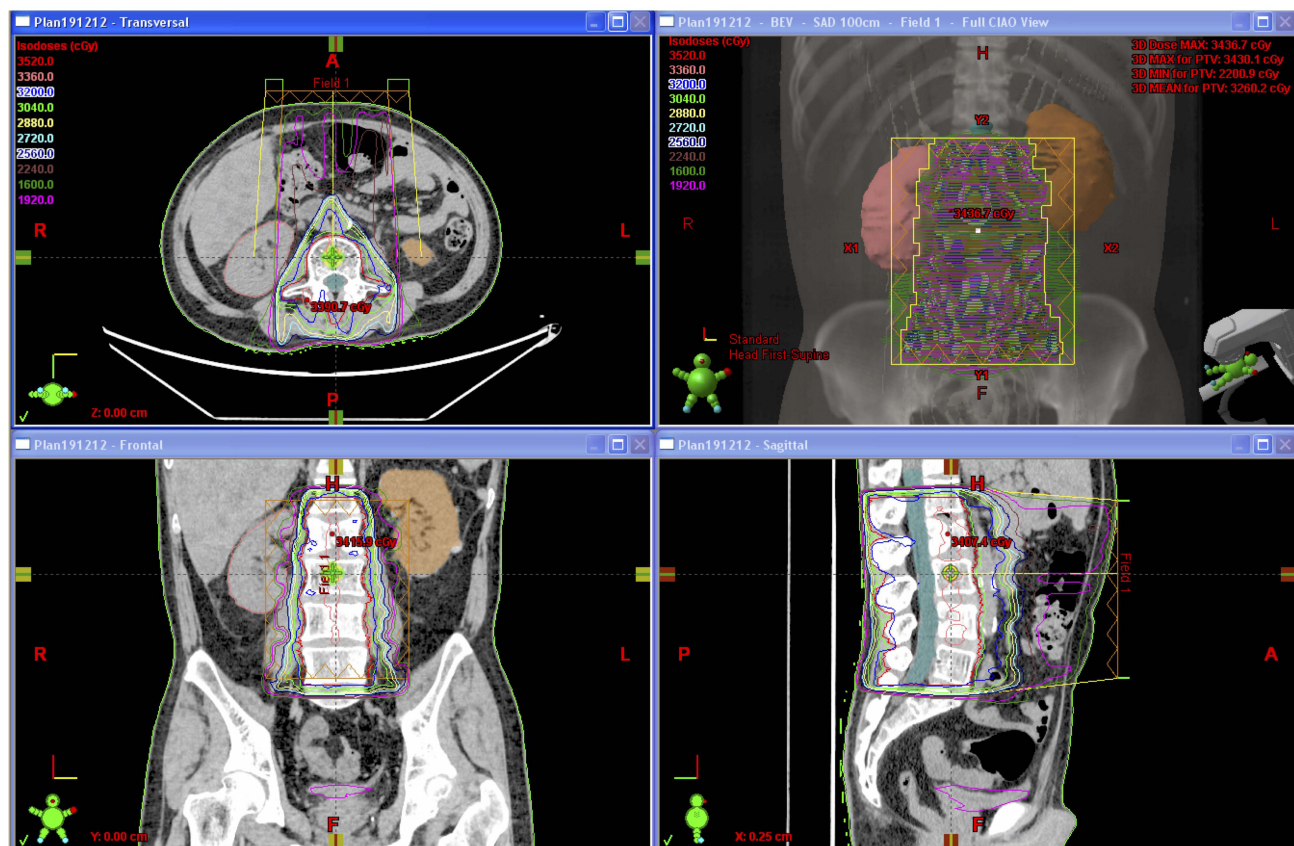 Plan191212 - Transversal
Isodoses (cGy)
3520.0
3360.0
3200.0
3040.0
2880.0
2720.0
2560.0
2240.0
1600.0
1920.0
A
Field 1
R
L
3390.7 cGy
P
Z: 0.00 cm
Plan191212 - BEV - SAD 100cm - Field 1 - Full CIAO View
Isodoses (cGy)
3520.0
3360.0
3200.0
3040.0
2880.0
2720.0
2560.0
2240.0
1600.0
1920.0
H
3D Dose MAX: 3436.7 cGy
3D MAX for PTV: 3430.1 cGy
3D MIN for PTV: 2200.9 cGy
3D MEAN for PTV: 3260.2 cGy
Y2
3436.7 cGy
R
L
X1
X2
Standard
Head First-Supine
Y1
F
Plan191212 - Frontal
H
3415.9 cGy
Field 1
R
L
F
Y: 0.00 cm
Plan191212 - Sagittal
H
3407.4 cGy
Field 1
P
A
F
X: 0.25 cm